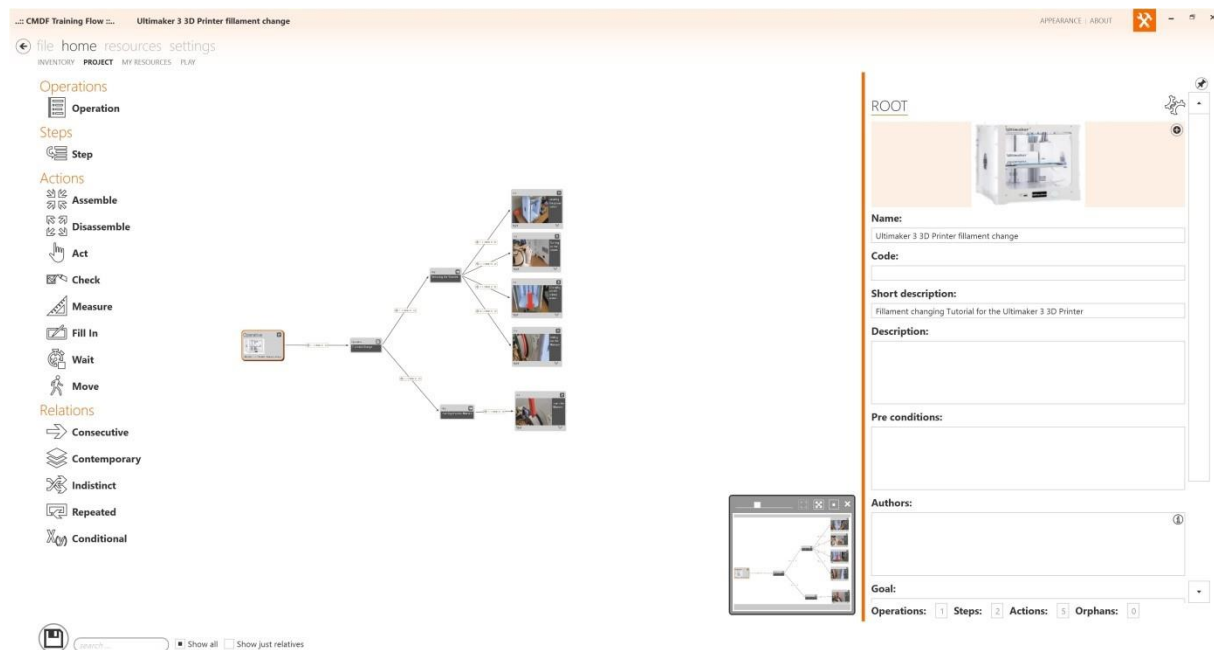 ..:: CMDF Training Flow ::.. Ultimaker 3 3D Printer fillament change
APPEARANCE | ABOUT
file home resources settings
INVENTORY PROJECT MY RESOURCES PLAY
Operations
Operation
Steps
Step
Actions
Assemble
Disassemble
Act
Check
Measure
Fill In
Wait
Move
Relations
Consecutive
Contemporary
Indistinct
Repeated
Conditional
search ...
Show all Show just relatives
ROOT
Ultimaker
Name:
Ultimaker 3 3D Printer fillament change
Code:
Short description:
Fillament changing Tutorial for the Ultimaker 3 3D Printer
Description:
Pre conditions:
Authors:
Goal:
Operations: 1 Steps: 2 Actions: 5 Orphans: 0